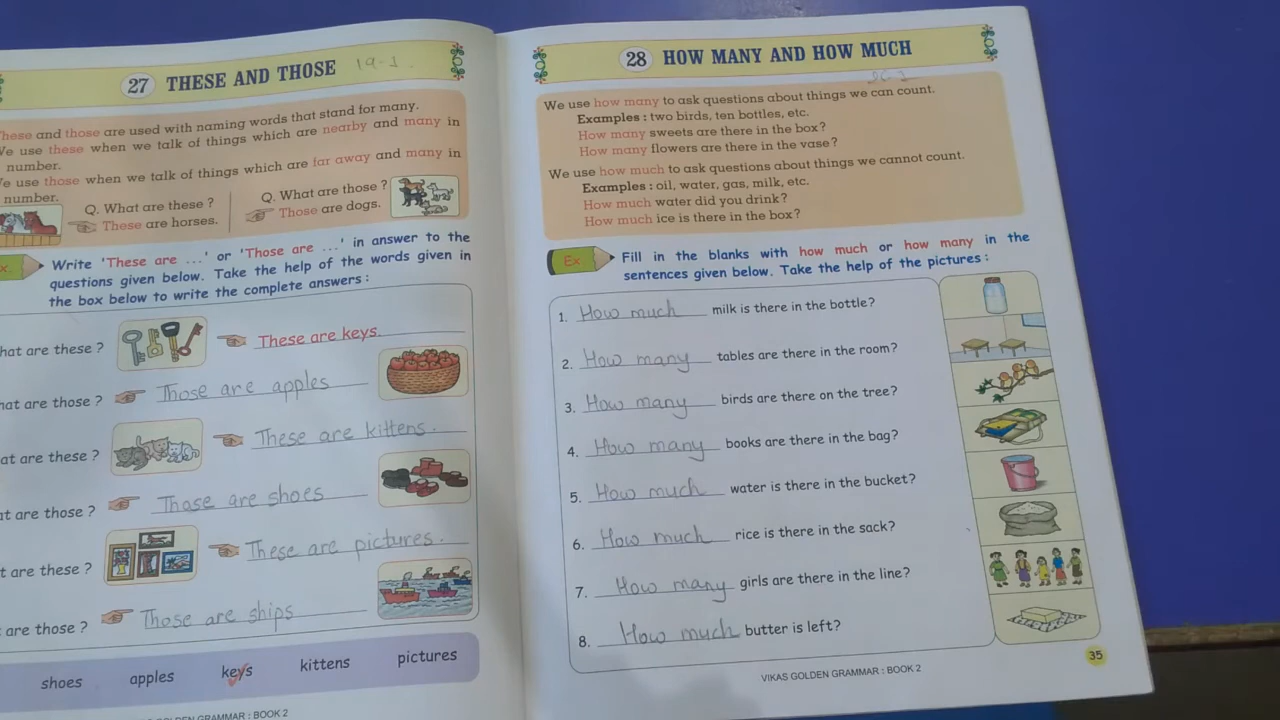 27 THESE AND THOSE 19-1
These and those are used with naming words that stand for many.
We use these when we talk of things which are nearby and many in
number.
We use those when we talk of things which are far away and many in
number.
Q. What are these ?
These are horses.
Q. What are those ?
Those are dogs.
Ex.
Write 'These are ...' or 'Those are ...' in answer to the
questions given below. Take the help of the words given in
the box below to write the complete answers :
hat are these ? These are keys.
hat are those ? Those are apples
at are these ? These are kittens.
at are those ? Those are shoes
t are these ? These are pictures.
are those ? Those are ships
shoes apples keys kittens pictures
GOLDEN GRAMMAR : BOOK 2
28 HOW MANY AND HOW MUCH
We use how many to ask questions about things we can count.
Examples : two birds, ten bottles, etc.
How many sweets are there in the box?
How many flowers are there in the vase?
We use how much to ask questions about things we cannot count.
Examples : oil, water, gas, milk, etc.
How much water did you drink?
How much ice is there in the box?
Ex
Fill in the blanks with how much or how many in the
sentences given below. Take the help of the pictures :
1. How much milk is there in the bottle?
2. How many tables are there in the room?
3. How many birds are there on the tree?
4. How many books are there in the bag?
5. How much water is there in the bucket?
6. How much rice is there in the sack?
7. How many girls are there in the line?
8. How much butter is left?
VIKAS GOLDEN GRAMMAR : BOOK 2
35